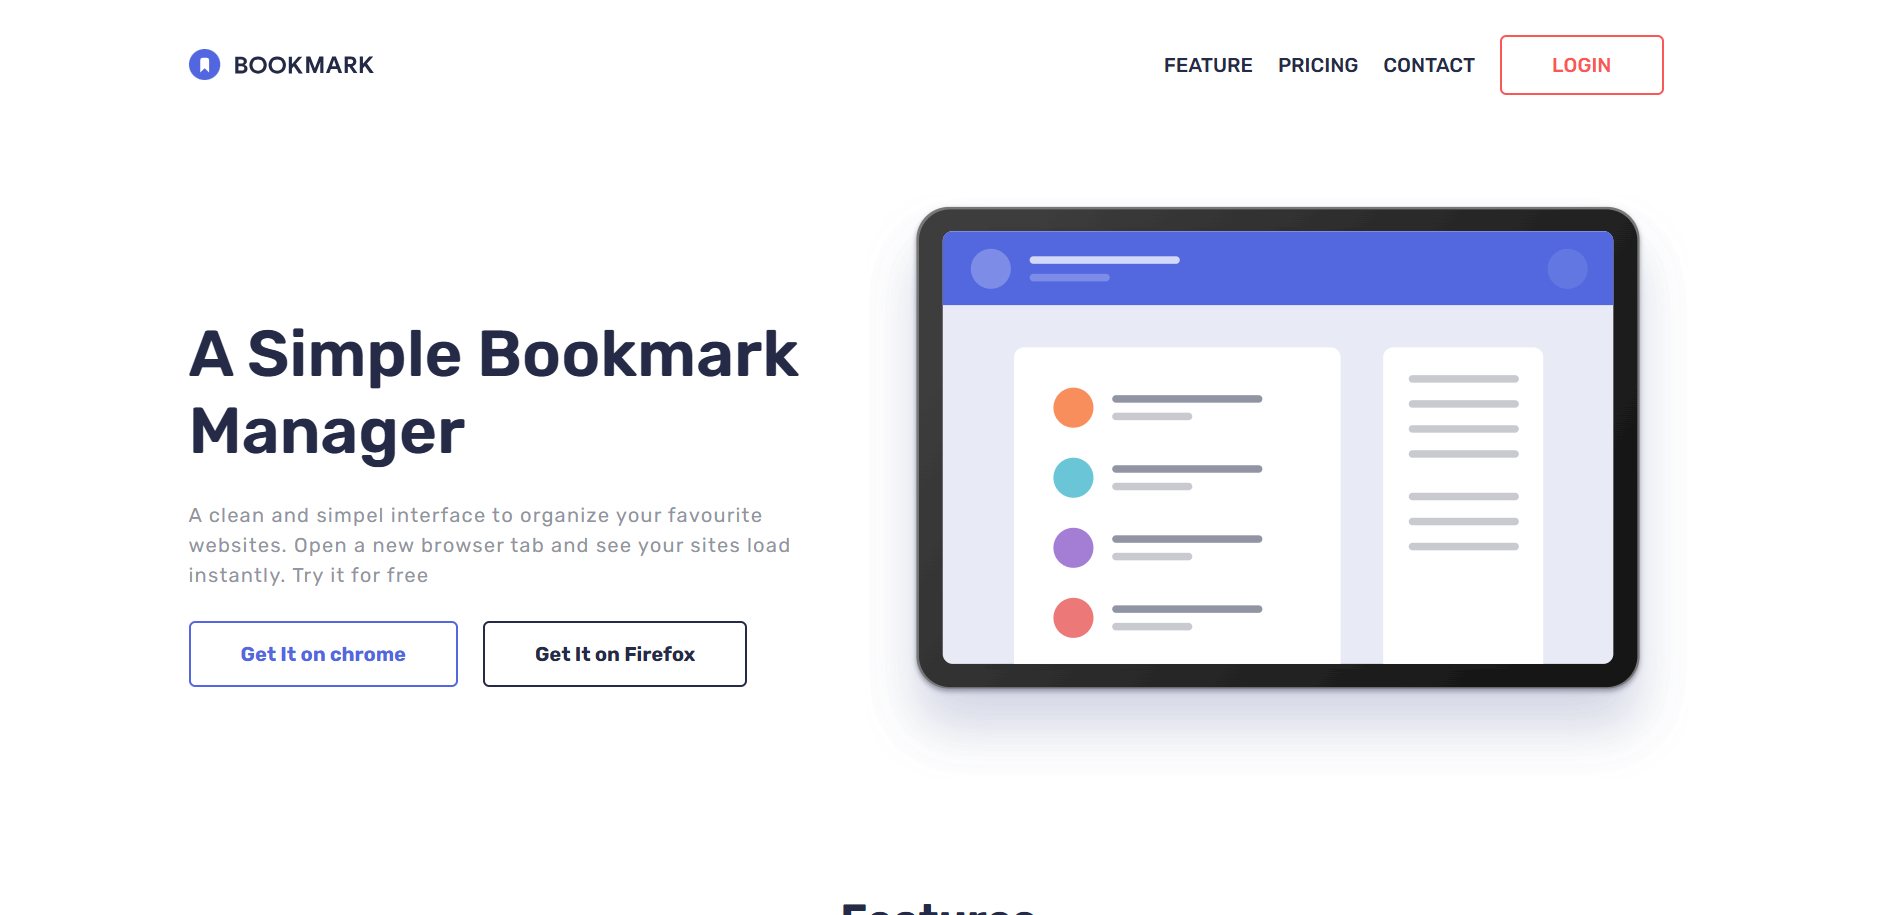 BOOKMARK
FEATURE PRICING CONTACT LOGIN
A Simple Bookmark
Manager
A clean and simpel interface to organize your favourite
websites. Open a new browser tab and see your sites load
instantly. Try it for free
Get It on chrome Get It on Firefox
Features